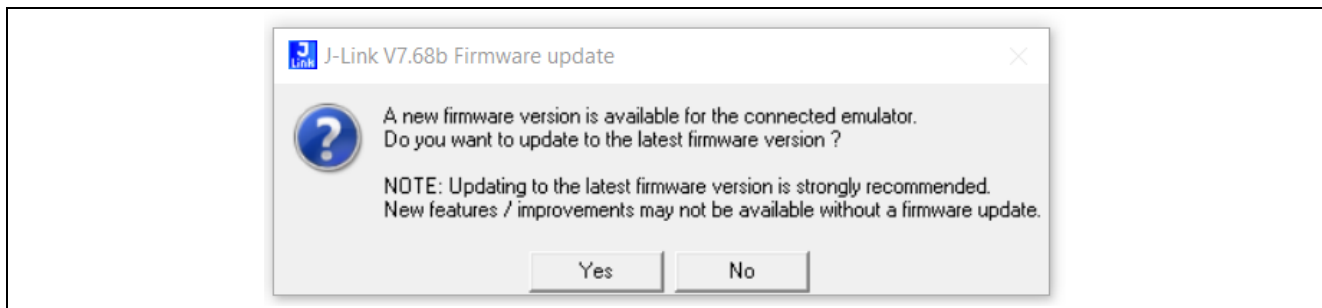 J
Link
J-Link V7.68b Firmware update
A new firmware version is available for the connected emulator.
Do you want to update to the latest firmware version ?
NOTE: Updating to the latest firmware version is strongly recommended.
New features / improvements may not be available without a firmware update.
Yes No